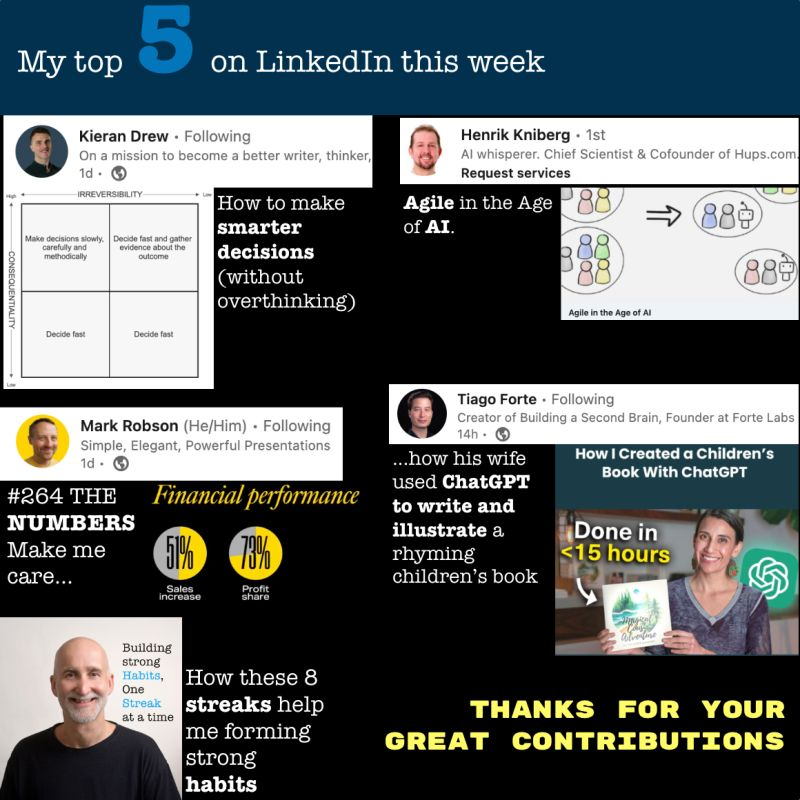 My top 5 on LinkedIn this week
Kieran Drew • Following
On a mission to become a better writer, thinker,
1d •
High IRREVERSIBILITY Low
CONSEQUENTIALITY
Make decisions slowly,
carefully and
methodically
Decide fast and gather
evidence about the
outcome
Decide fast
Decide fast
Low
How to make
smarter
decisions
(without
overthinking)
Henrik Kniberg • 1st
AI whisperer. Chief Scientist & Cofounder of Hups.com.
Request services
Agile in the Age
of AI.
Agile in the Age of AI
Mark Robson (He/Him) • Following
Simple, Elegant, Powerful Presentations
1d •
#264 THE
NUMBERS
Make me
care...
Financial performance
51%
Sales
increase
73%
Profit
share
Tiago Forte • Following
Creator of Building a Second Brain, Founder at Forte Labs
14h •
...how his wife
used ChatGPT
to write and
illustrate a
rhyming
children's book
How I Created a Children's
Book With ChatGPT
Done in
<15 hours
Magical
Adventure
Building
strong
Habits,
One
Streak
at a time
How these 8
streaks help
me forming
strong
habits
THANKS FOR YOUR
GREAT CONTRIBUTIONS